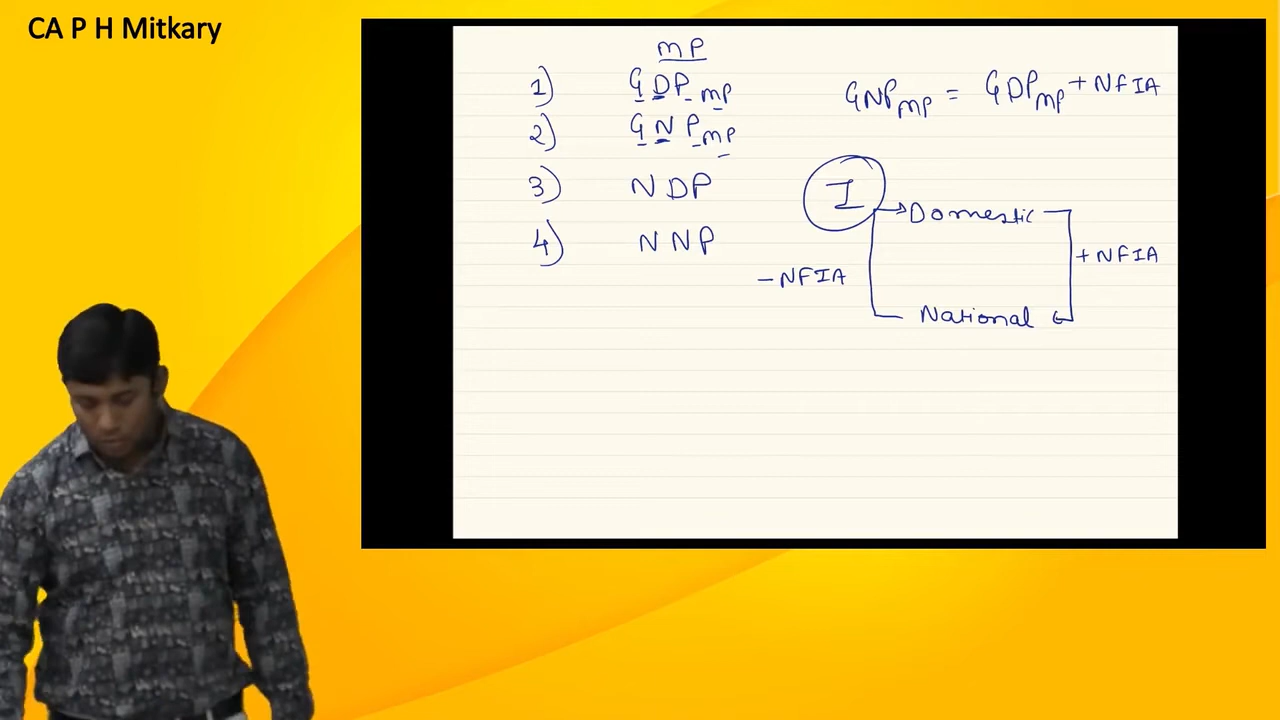 CA P H Mitkary
MP
1) GDP MP
2) GNP MP
3) NDP
4) NNP
GNP MP = GDP MP + NFIA
I
→ Domestic
+ NFIA
- NFIA
National